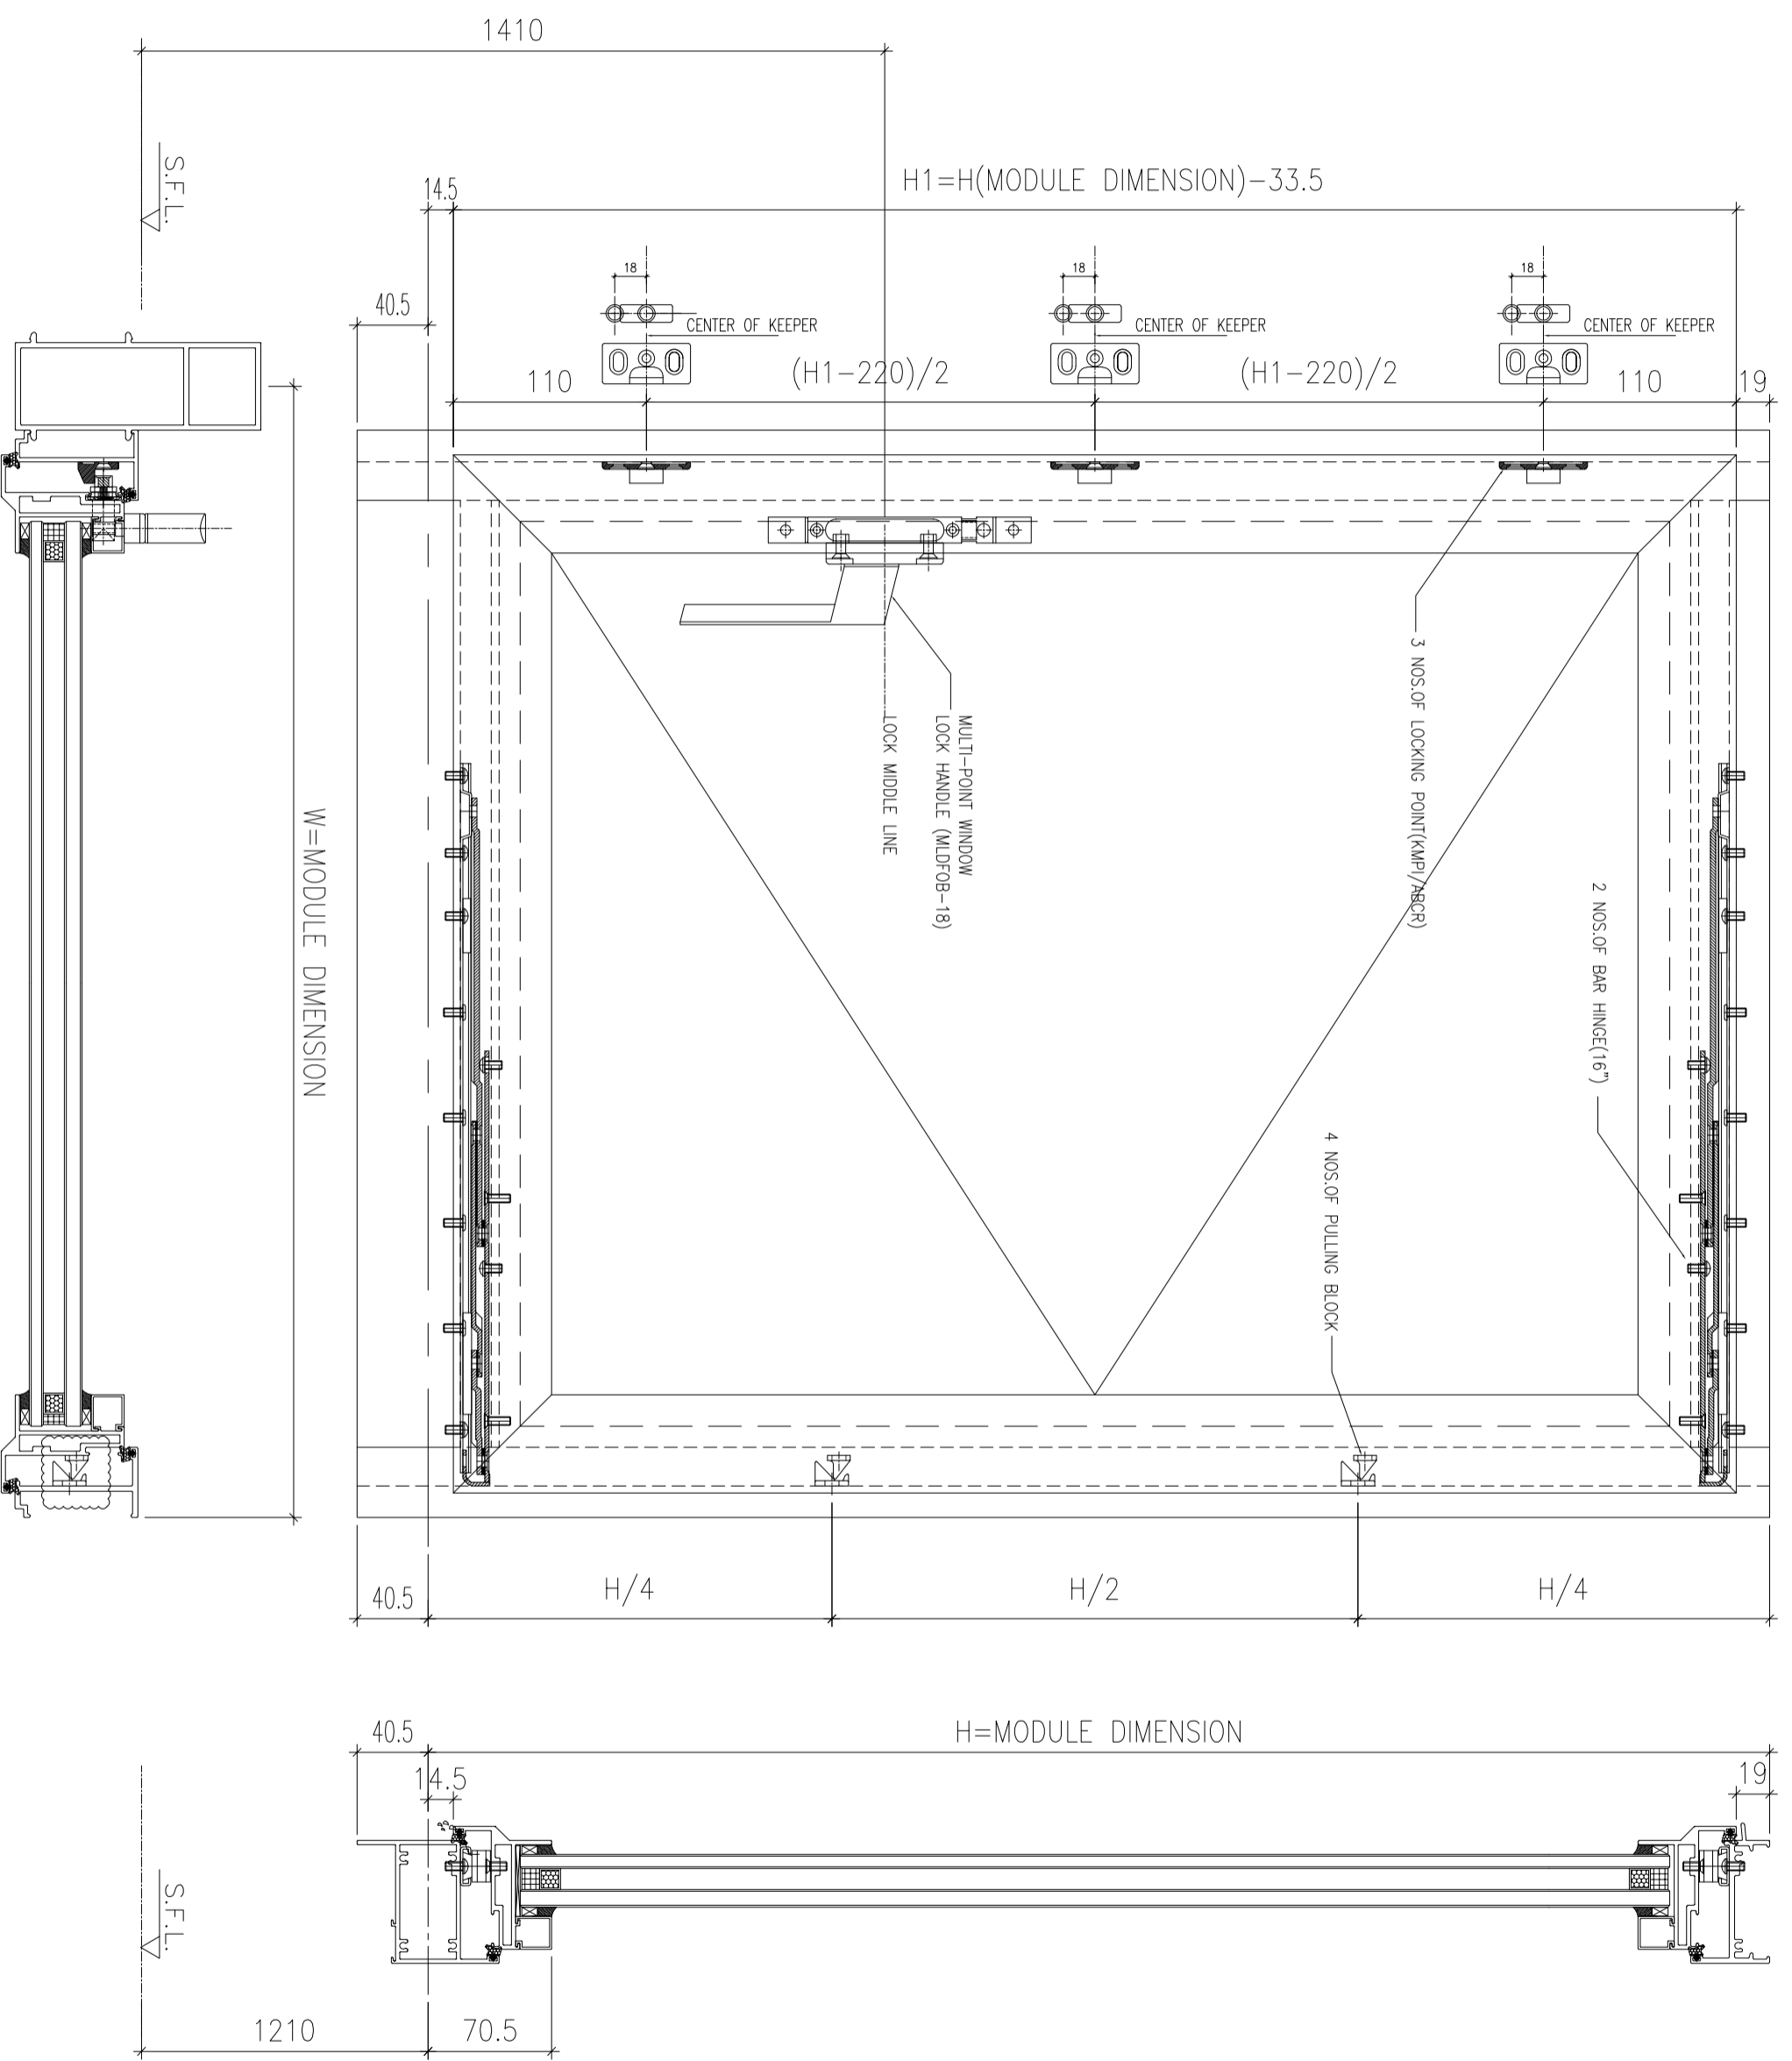 1410
S.F.L.
H1=H(MODULE DIMENSION)-33.5
14.5
40.5
18
18
18
CENTER OF KEEPER
CENTER OF KEEPER
CENTER OF KEEPER
110
(H1-220)/2
(H1-220)/2
110
19
W=MODULE DIMENSION
MULTI-POINT WINDOW
LOCK HANDLE (MLDFOB-18)
LOCK MIDDLE LINE
3 NOS.OF LOCKING POINT(KMPI/ABCR)
2 NOS.OF BAR HINGE(16")
4 NOS.OF PULLING BLOCK
40.5
H/4
H/2
H/4
40.5
H=MODULE DIMENSION
14.5
19
S.F.L.
1210
70.5